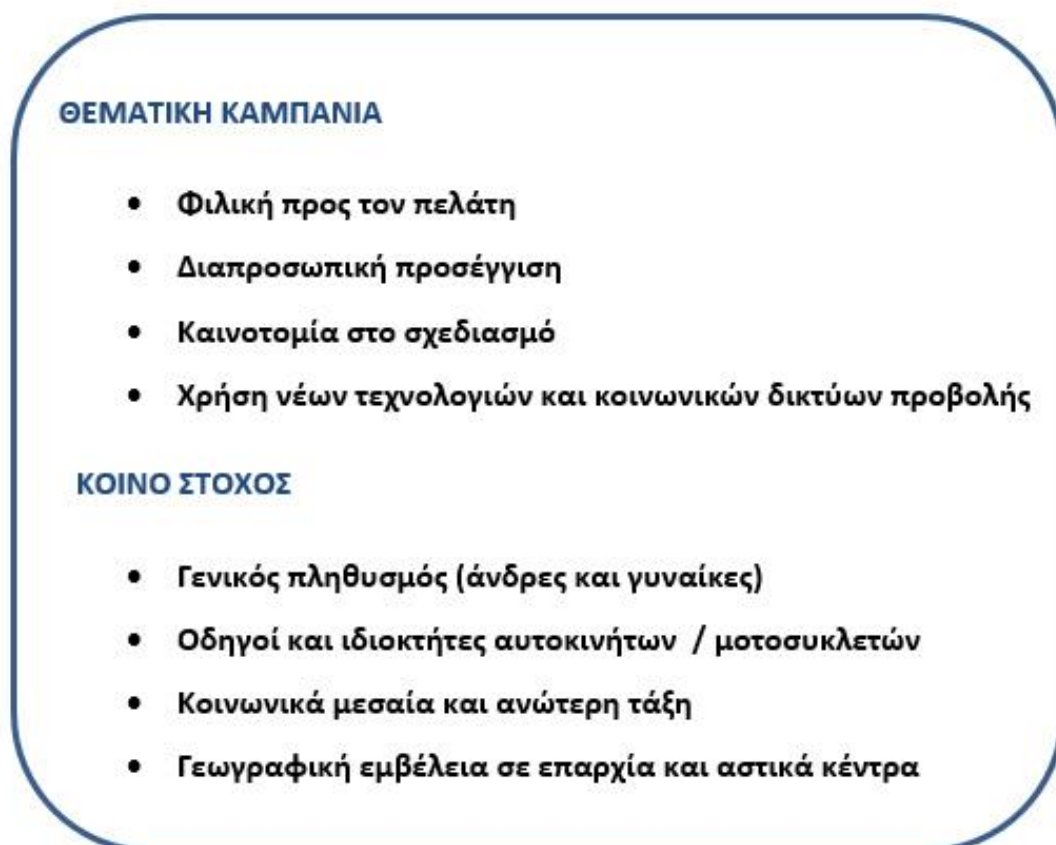 ΘΕΜΑΤΙΚΗ ΚΑΜΠΑΝΙΑ
• Φιλική προς τον πελάτη
• Διαπροσωπική προσέγγιση
• Καινοτομία στο σχεδιασμό
• Χρήση νέων τεχνολογιών και κοινωνικών δικτύων προβολής
ΚΟΙΝΟ ΣΤΟΧΟΣ
• Γενικός πληθυσμός (άνδρες και γυναίκες)
• Οδηγοί και ιδιοκτήτες αυτοκινήτων / μοτοσυκλετών
• Κοινωνικά μεσαία και ανώτερη τάξη
• Γεωγραφική εμβέλεια σε επαρχία και αστικά κέντρα